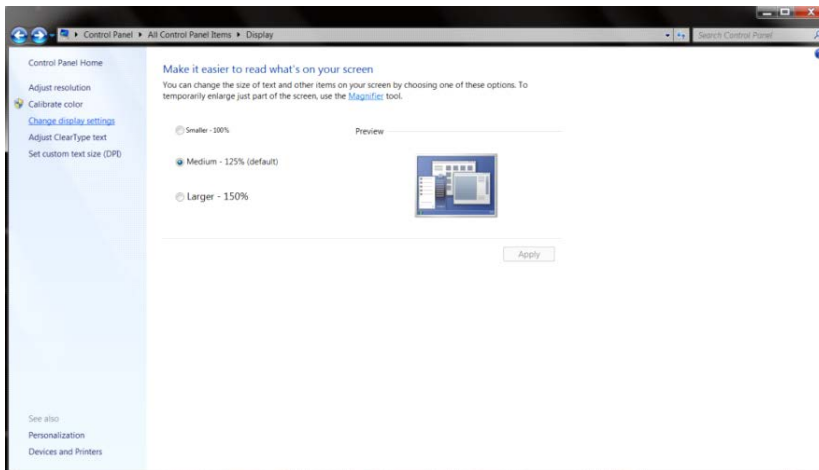 Control Panel ▸ All Control Panel Items ▸ Display
Search Control Panel
Control Panel Home
Adjust resolution
Calibrate color
Change display settings
Adjust ClearType text
Set custom text size (DPI)
Make it easier to read what's on your screen
You can change the size of text and other items on your screen by choosing one of these options. To
temporarily enlarge just part of the screen, use the Magnifier tool.
Smaller - 100%
Preview
Medium - 125% (default)
Larger - 150%
Apply
See also
Personalization
Devices and Printers